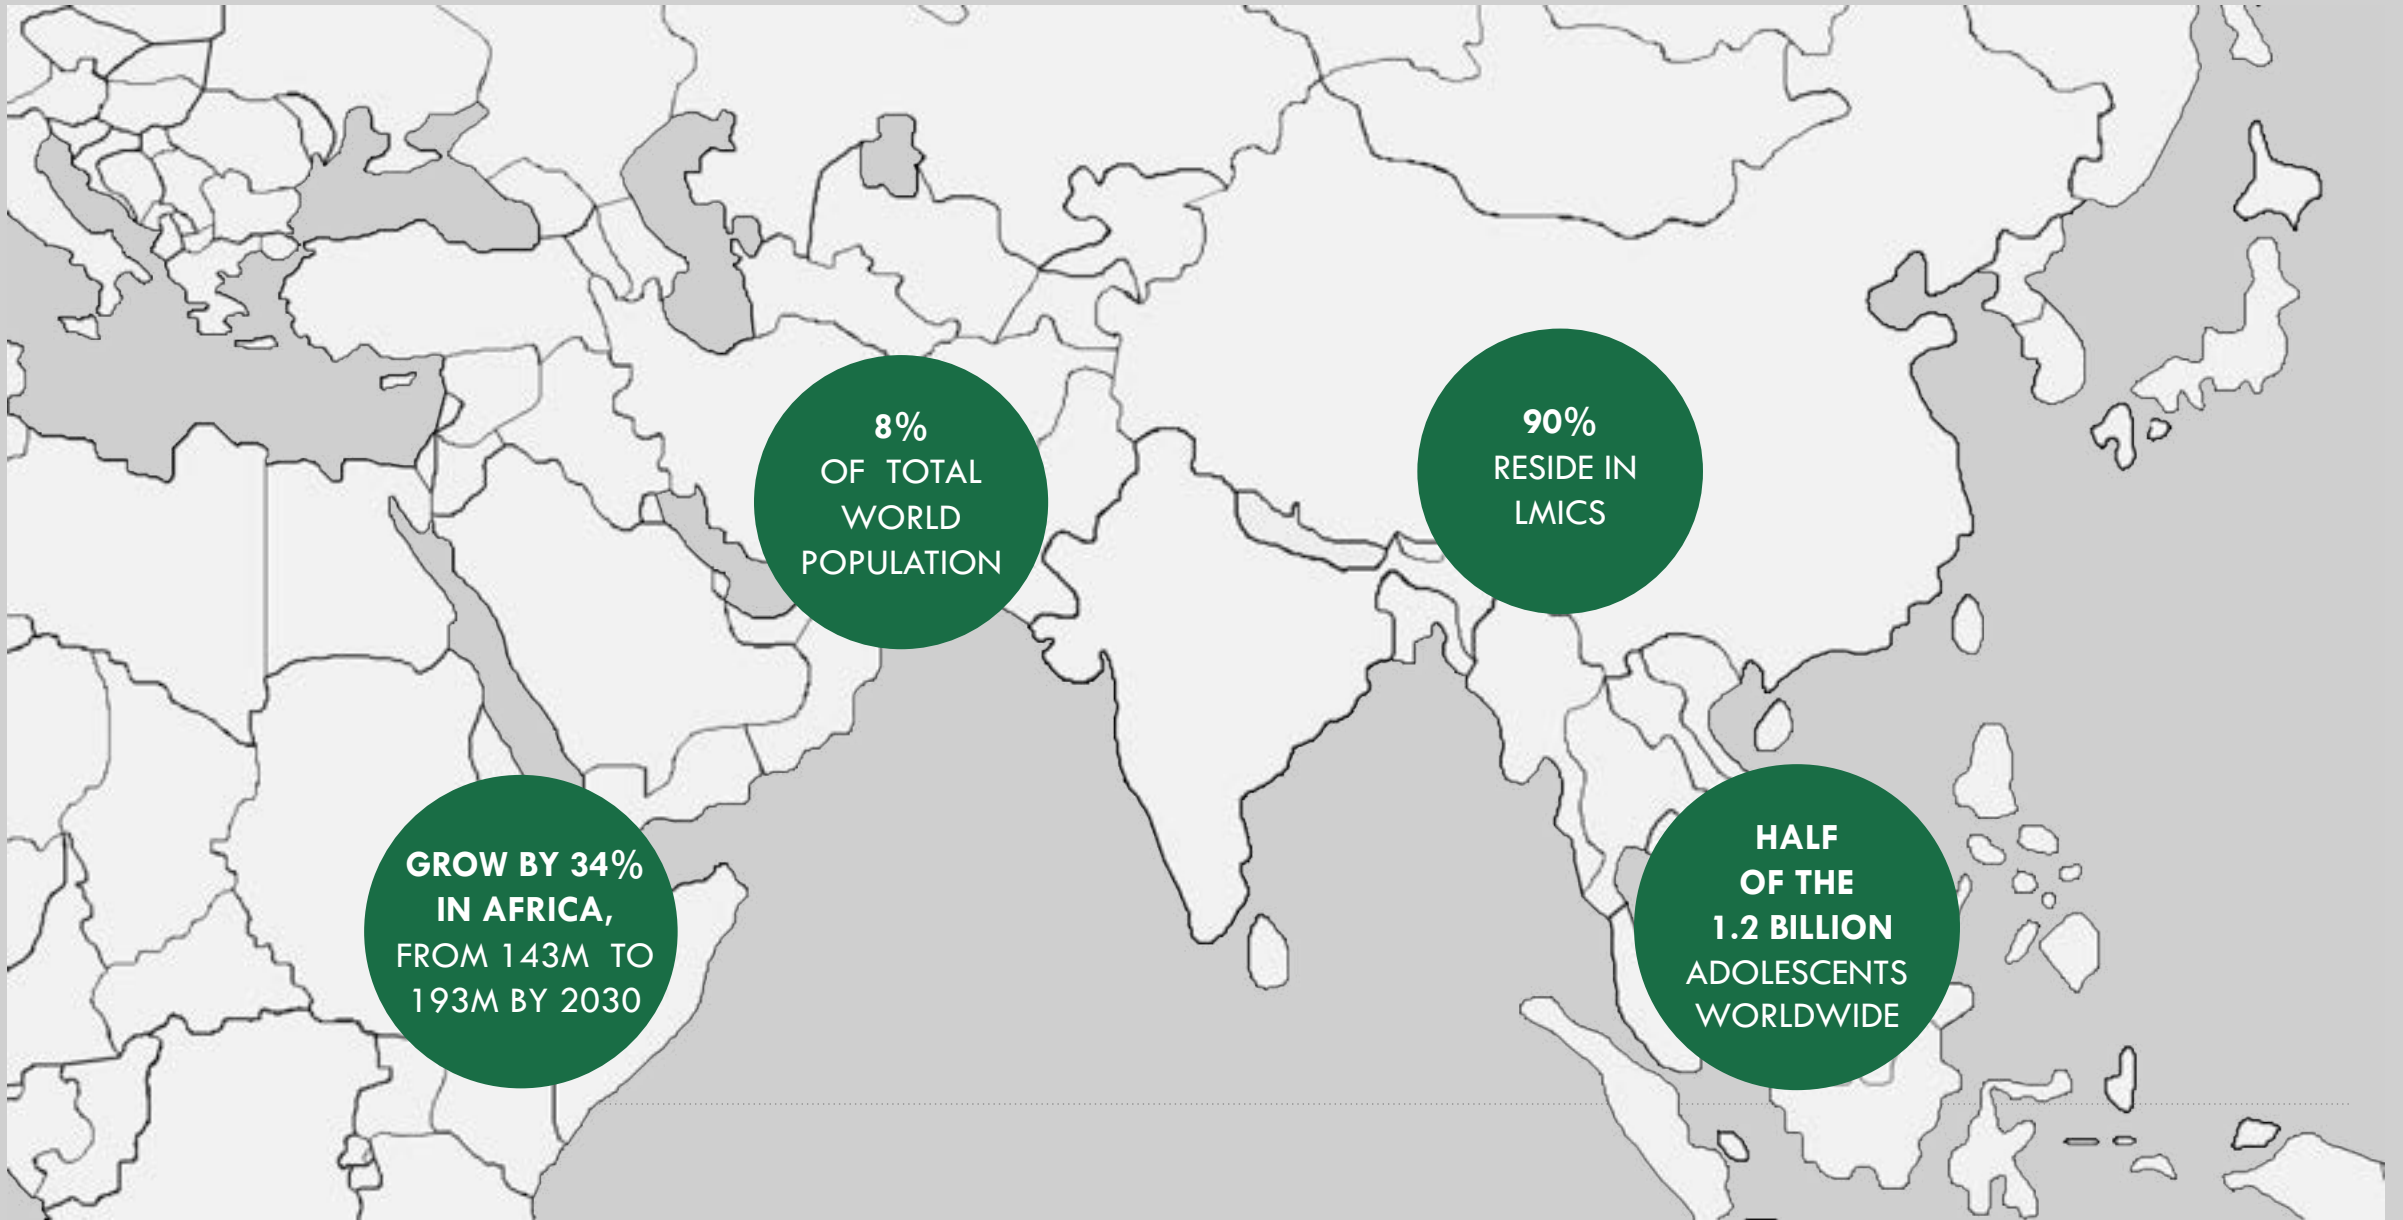 8%
OF TOTAL
WORLD
POPULATION
90%
RESIDE IN
LMICS
GROW BY 34%
IN AFRICA,
FROM 143M TO
193M BY 2030
HALF
OF THE
1.2 BILLION
ADOLESCENTS
WORLDWIDE